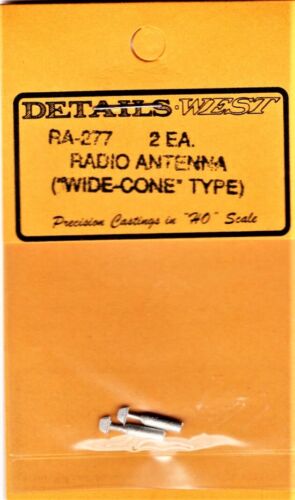 DETAILS WEST
RA-277 2 EA.
RADIO ANTENNA
("WIDE-CONE" TYPE)
Precision Castings in "HO" Scale